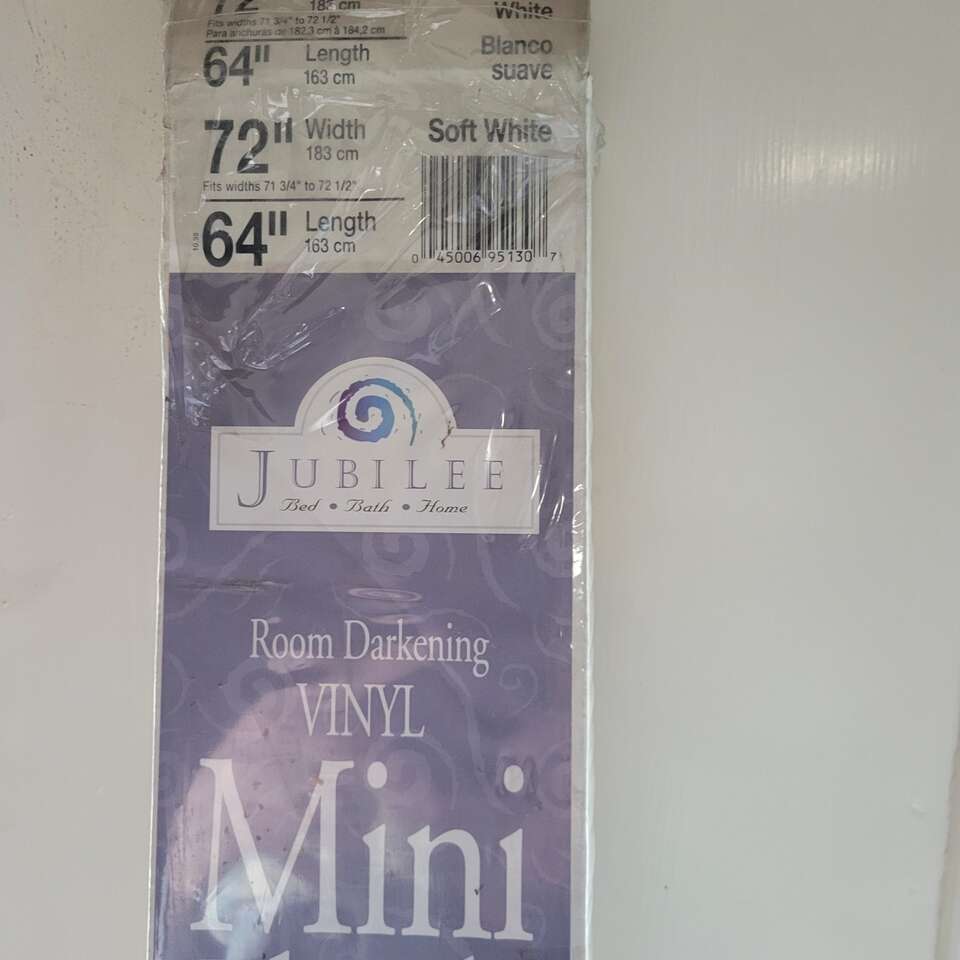 72" 183 cm White
Fits widths 71 3/4" to 72 1/2"
Para anchuras de 182,3 cm à 184,2 cm
64" Length 163 cm Blanco suave
72" Width 183 cm Soft White
Fits widths 71 3/4" to 72 1/2"
64" Length 163 cm
0 45006 95130 7
JUBILEE
Bed • Bath • Home
Room Darkening
VINYL
Mini